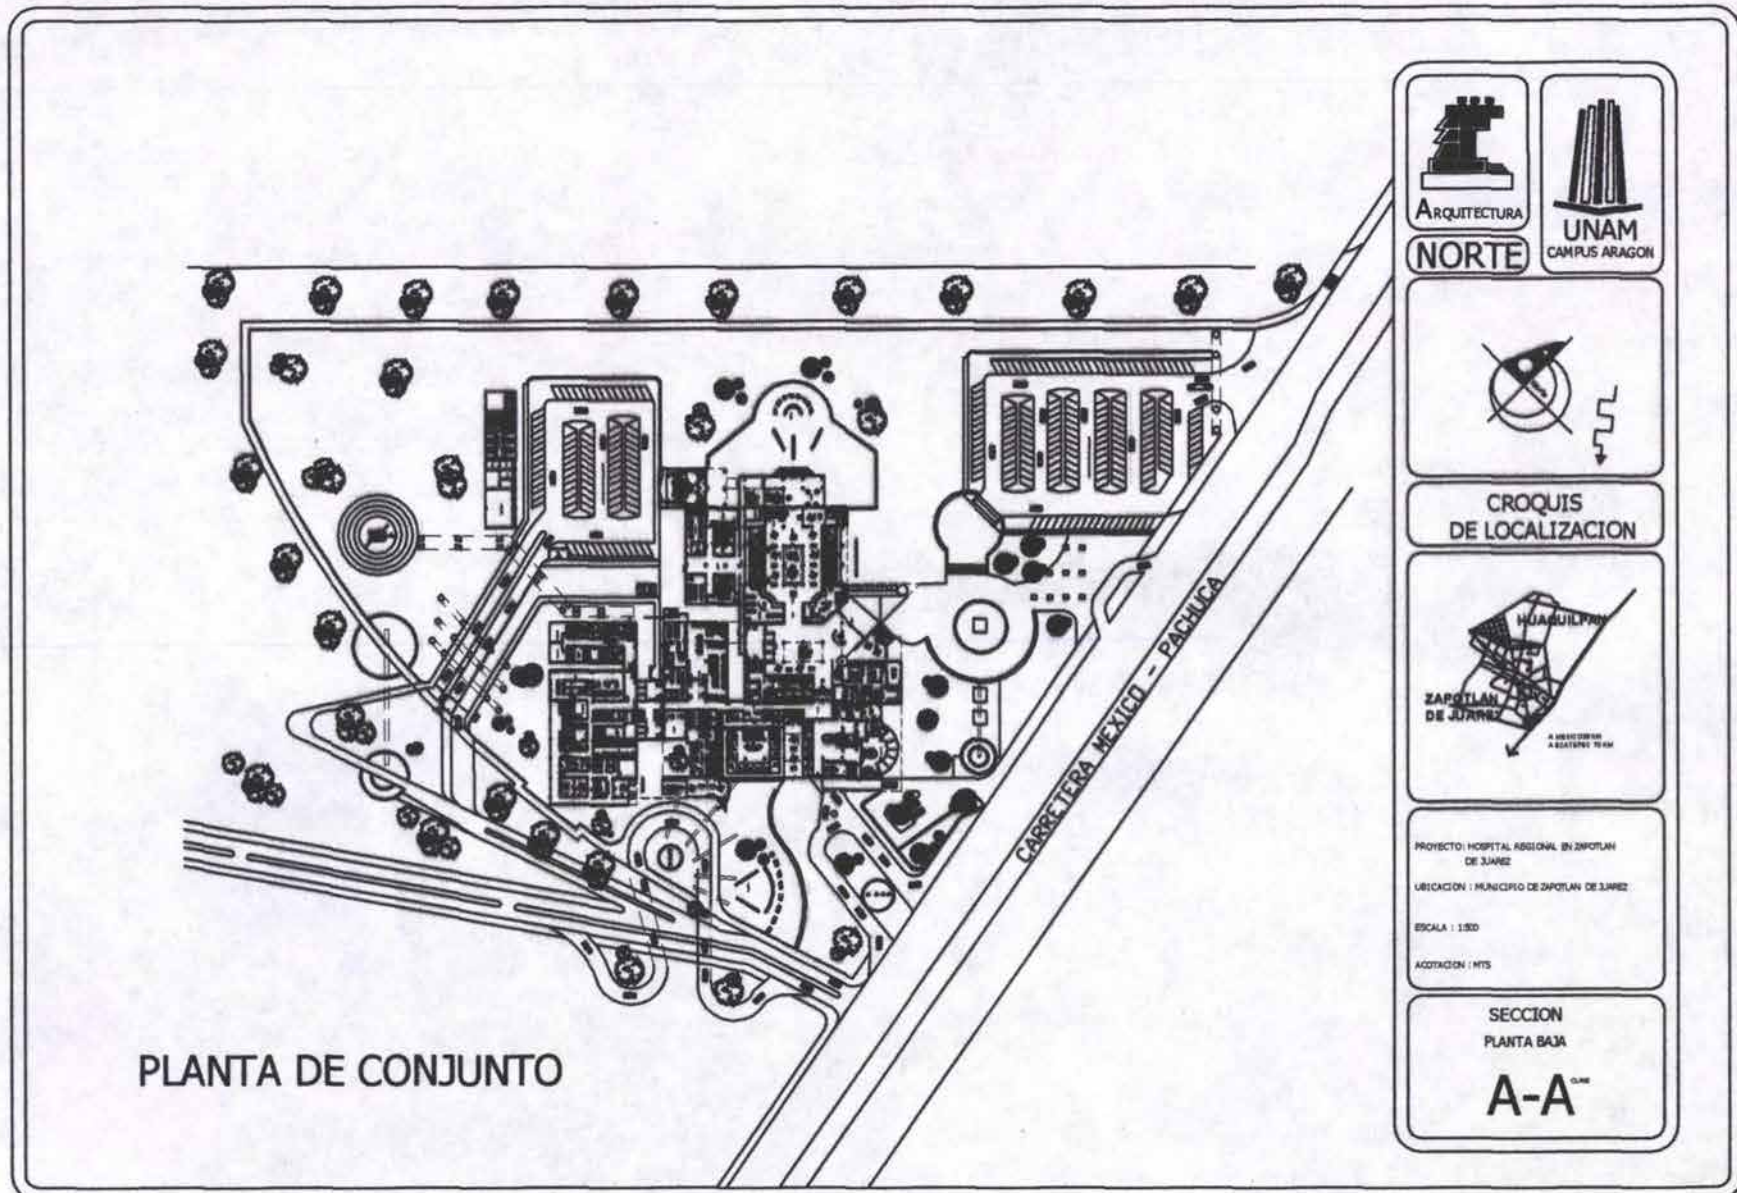 ARQUITECTURA
UNAM
CAMPUS ARAGON
NORTE
CROQUIS
DE LOCALIZACION
HUAQUILPAN
ZAPOTLAN
DE JUAREZ
PROYECTO: HOSPITAL REGIONAL EN ZAPOTLAN
DE JUAREZ
UBICACION : MUNICIPIO DE ZAPOTLAN DE JUAREZ
ESCALA : 1:500
ACOTACION : MTS
SECCION
PLANTA BAJA
CLAVE
A-A
CARRETERA MEXICO - PACHUCA
PLANTA DE CONJUNTO